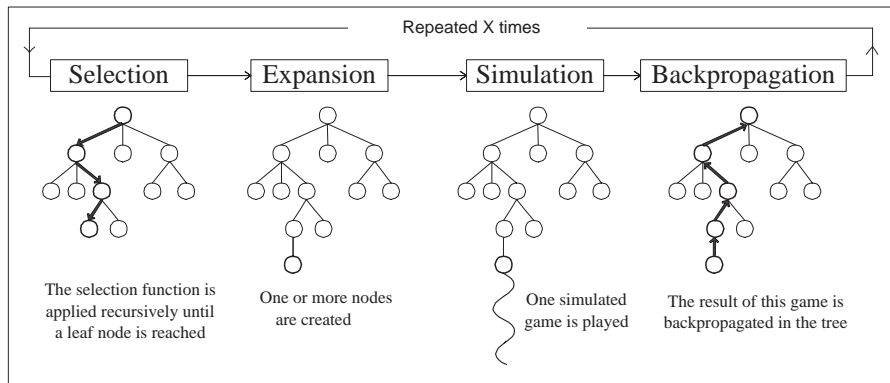 Repeated X times
Selection
Expansion
Simulation
Backpropagation
The selection function is
applied recursively until
a leaf node is reached
One or more nodes
are created
One simulated
game is played
The result of this game is
backpropagated in the tree